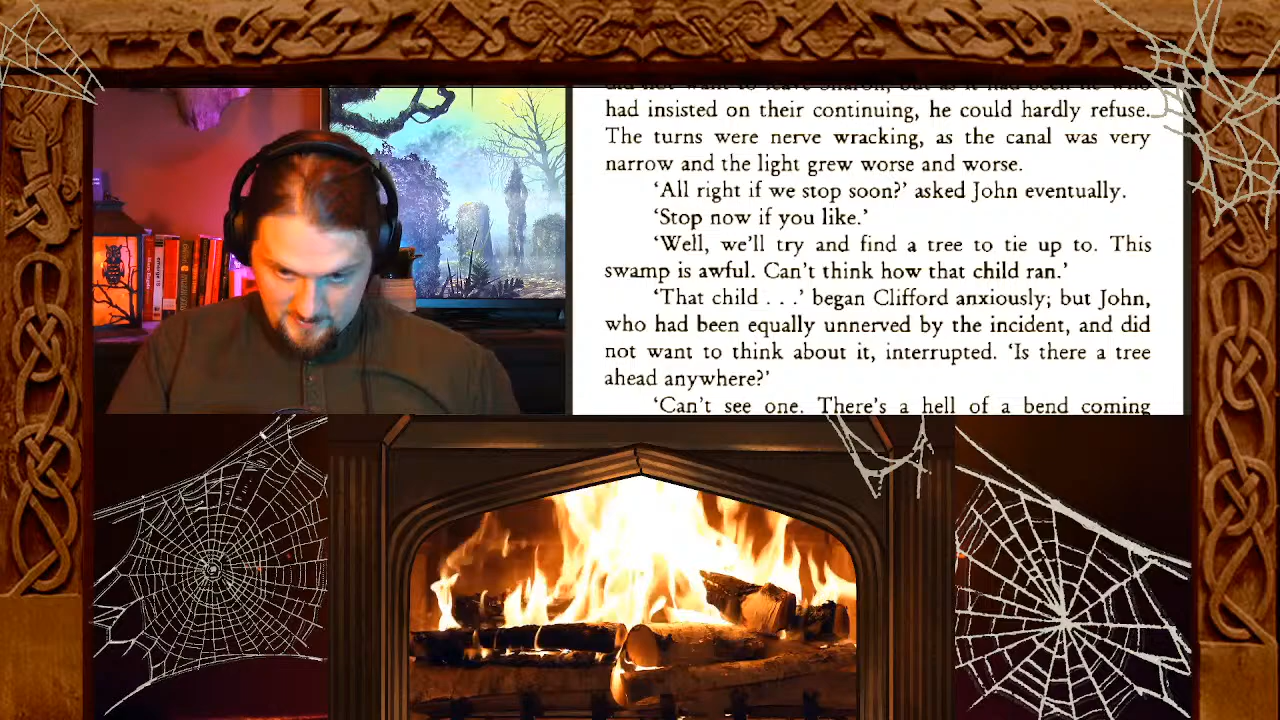 had insisted on their continuing, he could hardly refuse.
The turns were nerve wracking, as the canal was very
narrow and the light grew worse and worse.
‘All right if we stop soon?’ asked John eventually.
‘Stop now if you like.’
‘Well, we’ll try and find a tree to tie up to. This
swamp is awful. Can’t think how that child ran.’
‘That child . . .’ began Clifford anxiously; but John,
who had been equally unnerved by the incident, and did
not want to think about it, interrupted. ‘Is there a tree
ahead anywhere?’
‘Can’t see one. There’s a hell of a bend coming